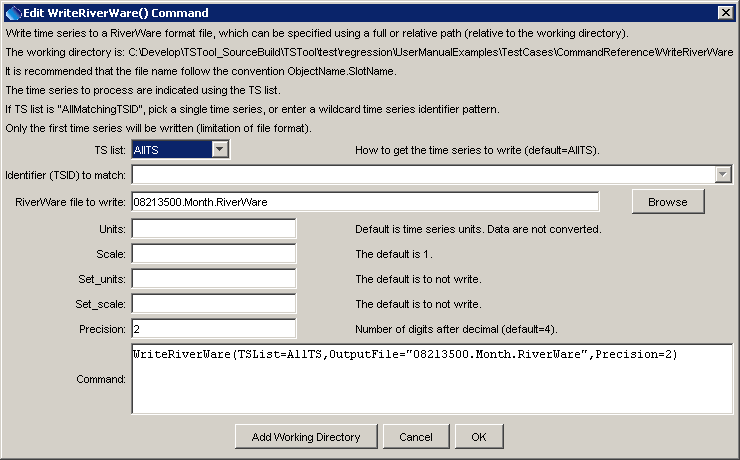 Edit WriteRiverWare() Command
Write time series to a RiverWare format file, which can be specified using a full or relative path (relative to the working directory).
The working directory is: C:\Develop\TSTool_SourceBuild\TSTool\test\regression\UserManualExamples\TestCases\CommandReference\WriteRiverWare
It is recommended that the file name follow the convention ObjectName.SlotName.
The time series to process are indicated using the TS list.
If TS list is "AllMatchingTSID", pick a single time series, or enter a wildcard time series identifier pattern.
Only the first time series will be written (limitation of file format).
TS list: AllTS How to get the time series to write (default=AllTS).
Identifier (TSID) to match:
RiverWare file to write: 08213500.Month.RiverWare Browse
Units: Default is time series units. Data are not converted.
Scale: The default is 1.
Set_units: The default is to not write.
Set_scale: The default is to not write.
Precision: 2 Number of digits after decimal (default=4).
Command: WriteRiverWare(TSList=AllTS,OutputFile="08213500.Month.RiverWare",Precision=2)
Add Working Directory Cancel OK